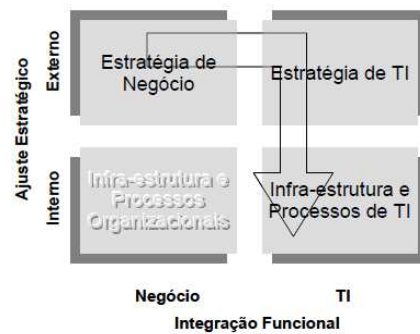 Ajuste Estratégico
Externo
Estratégia de
Negócio
Estratégia de TI
Interno
Infra-estrutura e
Processos
Organizacionais
Infra-estrutura e
Processos de TI
Negócio
TI
Integração Funcional